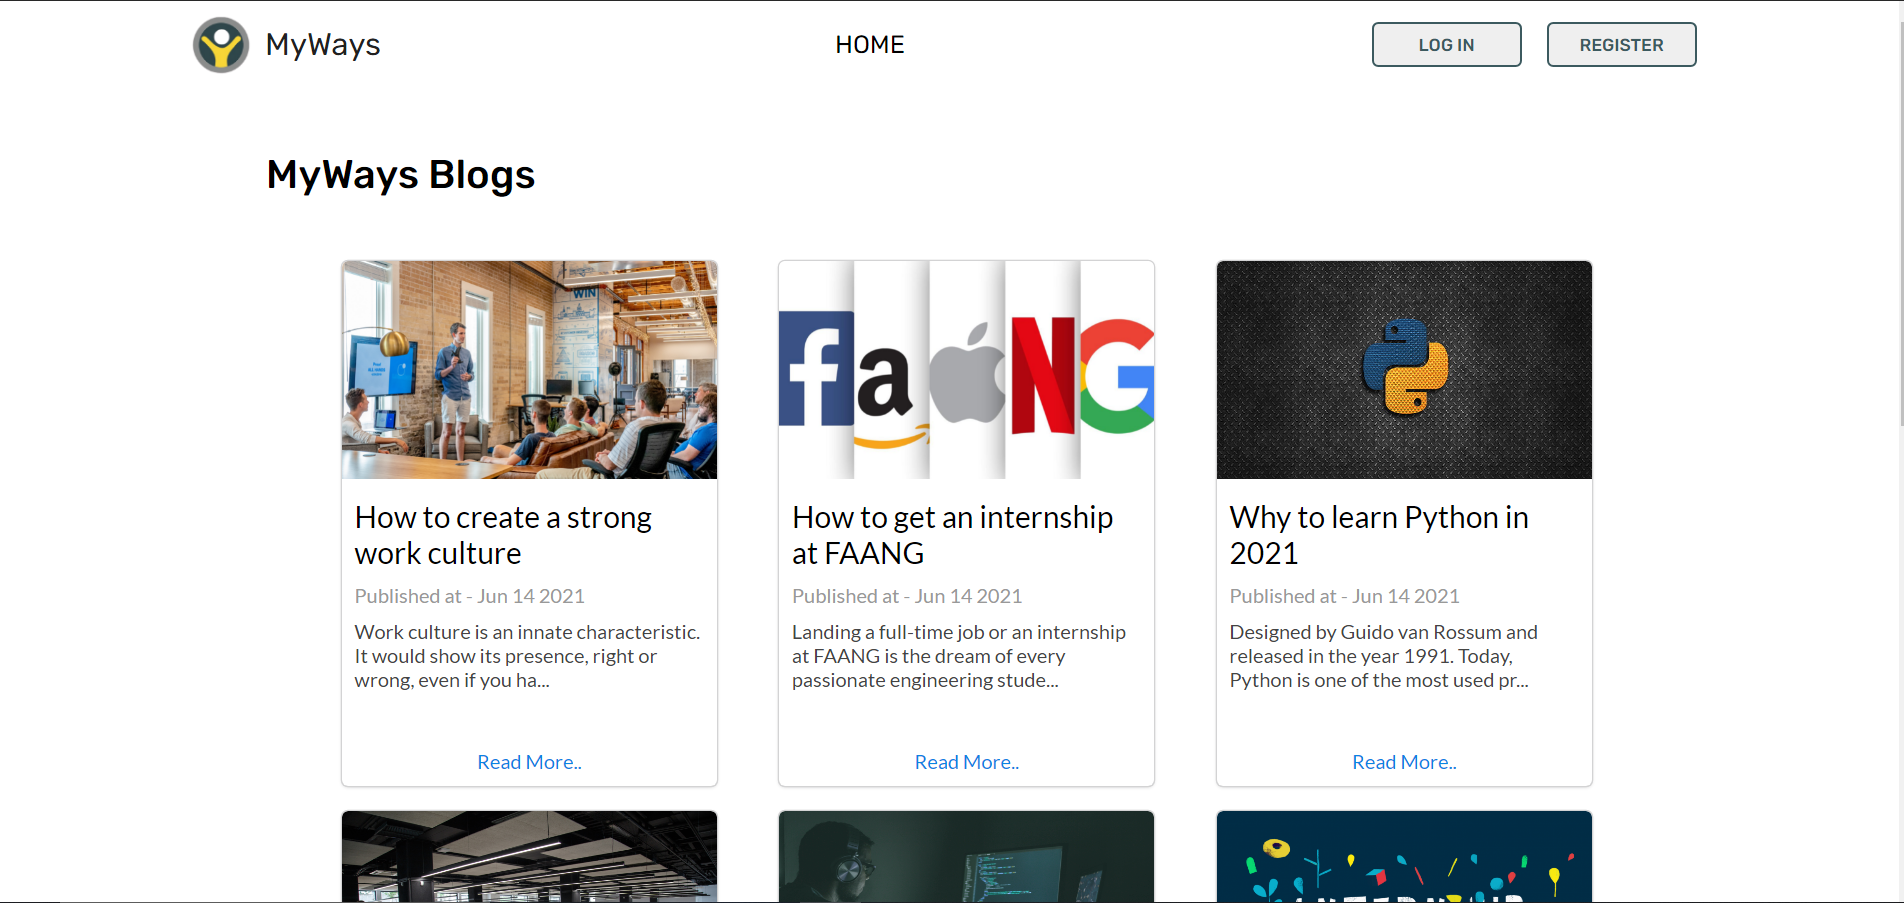 MyWays
HOME
LOG IN
REGISTER
MyWays Blogs
WIN
How to create a strong
work culture
Published at - Jun 14 2021
Work culture is an innate characteristic.
It would show its presence, right or
wrong, even if you ha...
Read More..
How to get an internship
at FAANG
Published at - Jun 14 2021
Landing a full-time job or an internship
at FAANG is the dream of every
passionate engineering stude...
Read More..
Why to learn Python in
2021
Published at - Jun 14 2021
Designed by Guido van Rossum and
released in the year 1991. Today,
Python is one of the most used pr...
Read More..